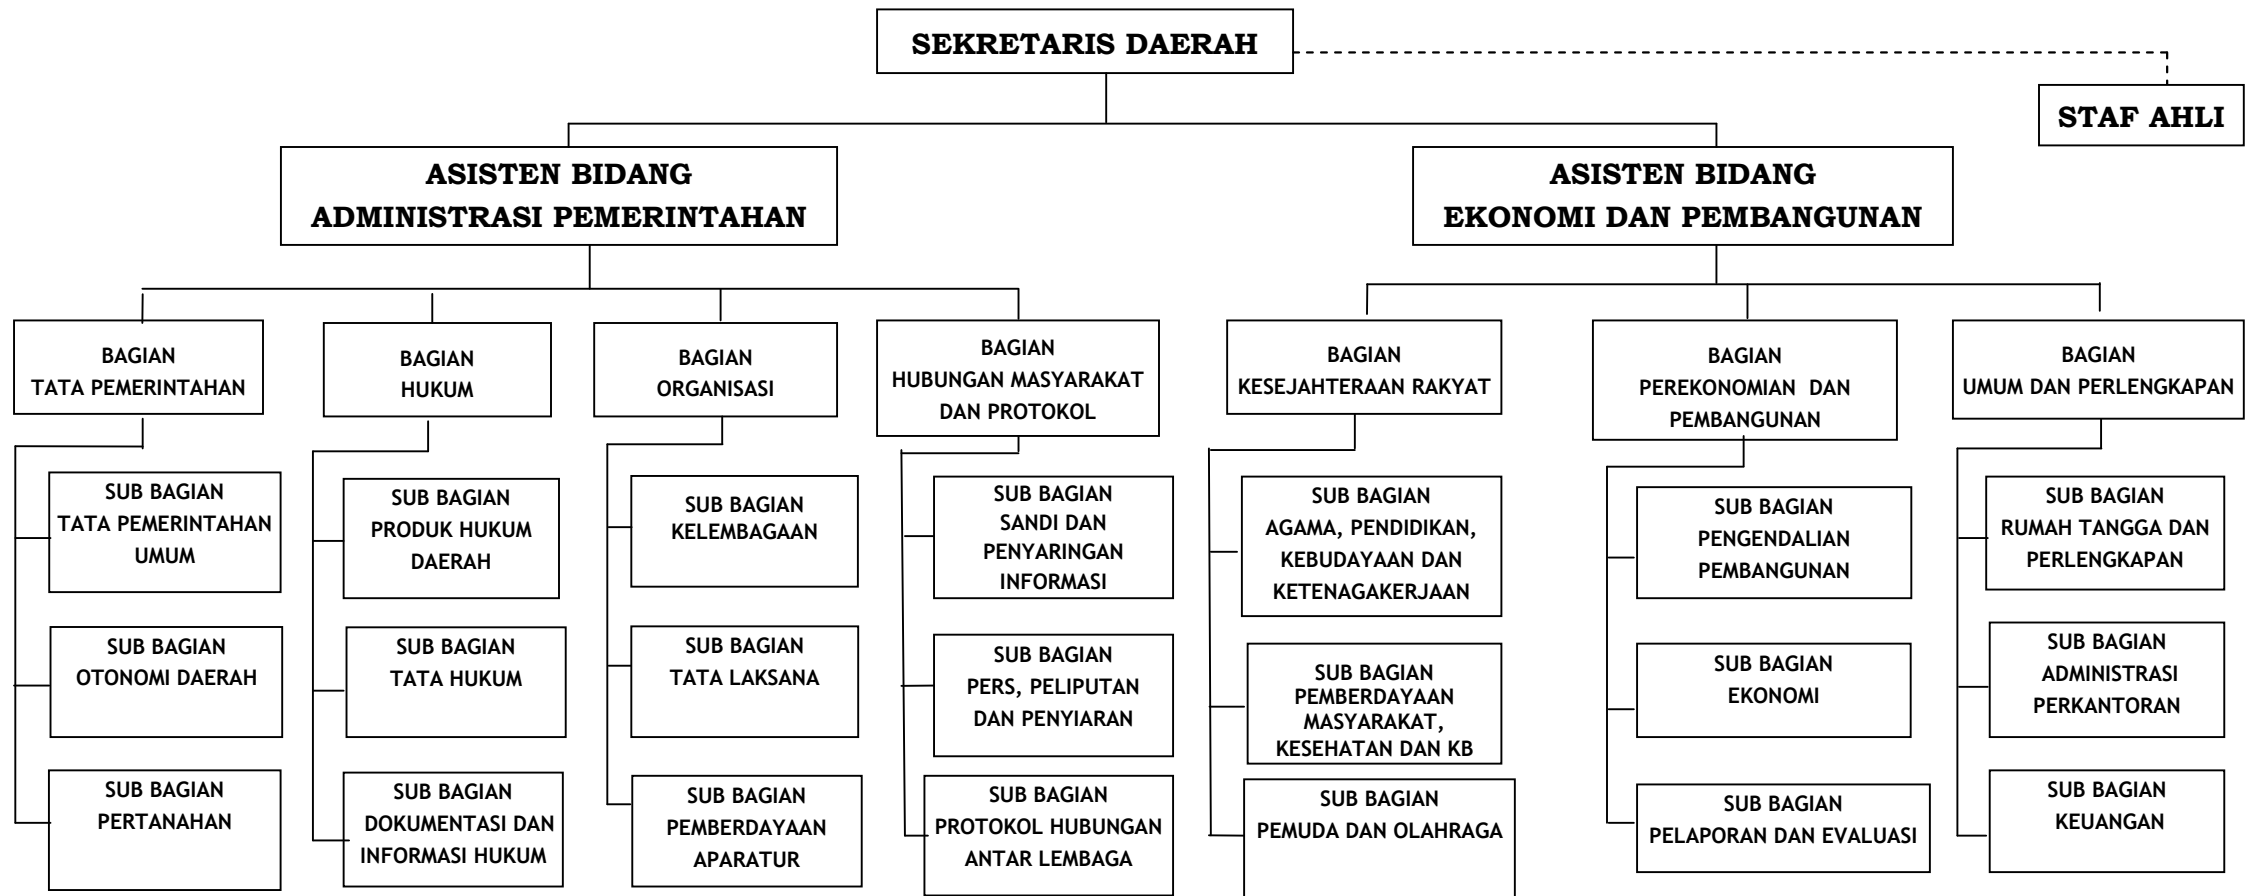 SEKRETARIS DAERAH
STAF AHLI
ASISTEN BIDANG
ADMINISTRASI PEMERINTAHAN
ASISTEN BIDANG
EKONOMI DAN PEMBANGUNAN
BAGIAN
TATA PEMERINTAHAN
BAGIAN
HUKUM
BAGIAN
ORGANISASI
BAGIAN
HUBUNGAN MASYARAKAT
DAN PROTOKOL
BAGIAN
KESEJAHTERAAN RAKYAT
BAGIAN
PEREKONOMIAN DAN
PEMBANGUNAN
BAGIAN
UMUM DAN PERLENGKAPAN
SUB BAGIAN
TATA PEMERINTAHAN
UMUM
SUB BAGIAN
PRODUK HUKUM
DAERAH
SUB BAGIAN
KELEMBAGAAN
SUB BAGIAN
SANDI DAN
PENYARINGAN
INFORMASI
SUB BAGIAN
AGAMA, PENDIDIKAN,
KEBUDAYAAN DAN
KETENAGAKERJAAN
SUB BAGIAN
PENGENDALIAN
PEMBANGUNAN
SUB BAGIAN
RUMAH TANGGA DAN
PERLENGKAPAN
SUB BAGIAN
OTONOMI DAERAH
SUB BAGIAN
TATA HUKUM
SUB BAGIAN
TATA LAKSANA
SUB BAGIAN
PERS, PELIPUTAN
DAN PENYIARAN
SUB BAGIAN
PEMBERDAYAAN
MASYARAKAT,
KESEHATAN DAN KB
SUB BAGIAN
EKONOMI
SUB BAGIAN
ADMINISTRASI
PERKANTORAN
SUB BAGIAN
PERTANAHAN
SUB BAGIAN
DOKUMENTASI DAN
INFORMASI HUKUM
SUB BAGIAN
PEMBERDAYAAN
APARATUR
SUB BAGIAN
PROTOKOL HUBUNGAN
ANTAR LEMBAGA
SUB BAGIAN
PEMUDA DAN OLAHRAGA
SUB BAGIAN
PELAPORAN DAN EVALUASI
SUB BAGIAN
KEUANGAN